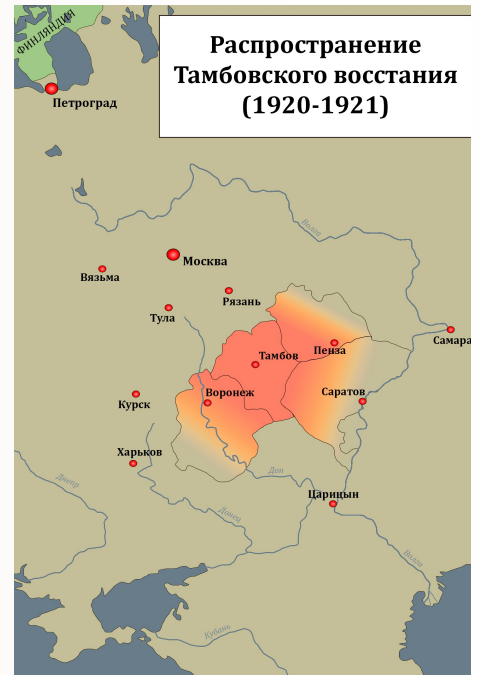 ФИНЛЯНДИЯ
Распространение
Тамбовского восстания
(1920-1921)
Петроград
Волга
Москва
Вязьма
Рязань
Тула
Самара
Пенза
Тамбов
Воронеж
Саратов
Курск
Харьков
Дон
Днепр
Царицын
Донец
Волга
Кубань